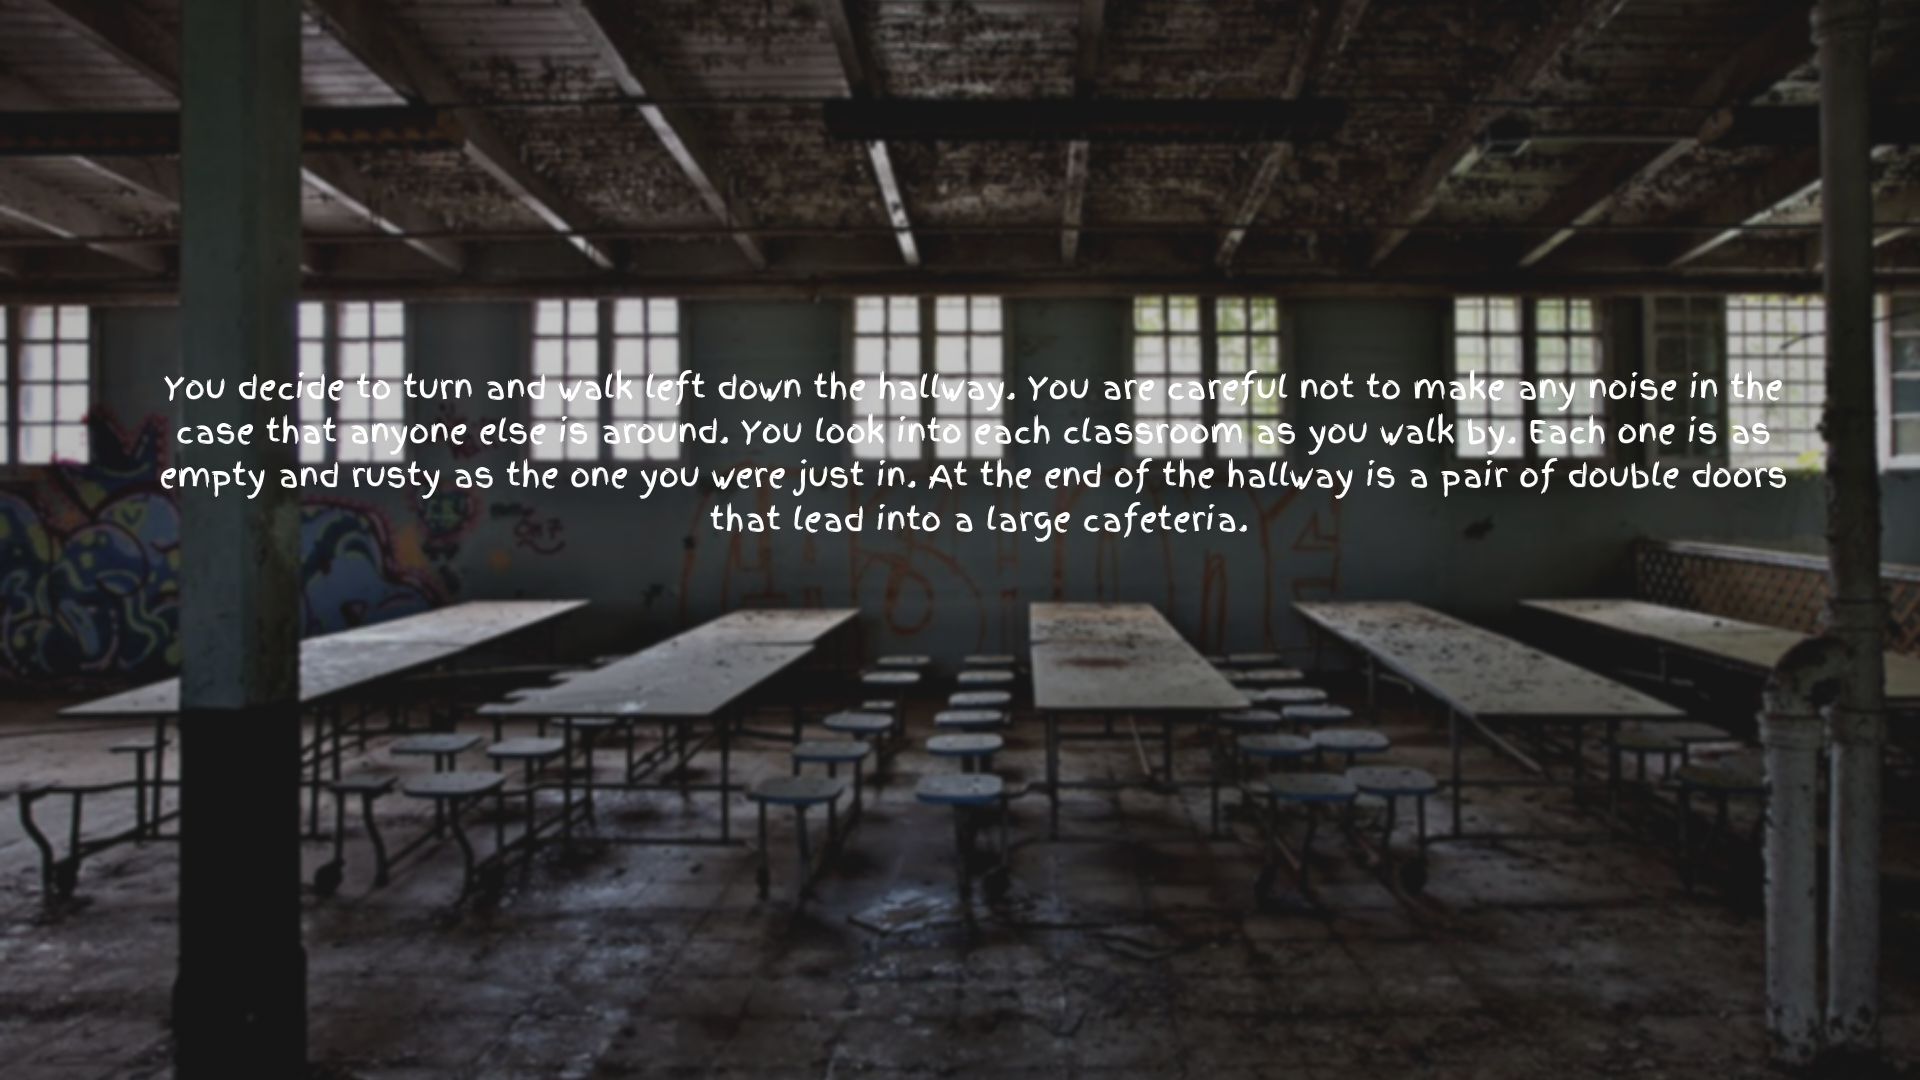 You decide to turn and walk left down the hallway. You are careful not to make any noise in the
case that anyone else is around. You look into each classroom as you walk by. Each one is as
empty and rusty as the one you were just in. At the end of the hallway is a pair of double doors
that lead into a large cafeteria.